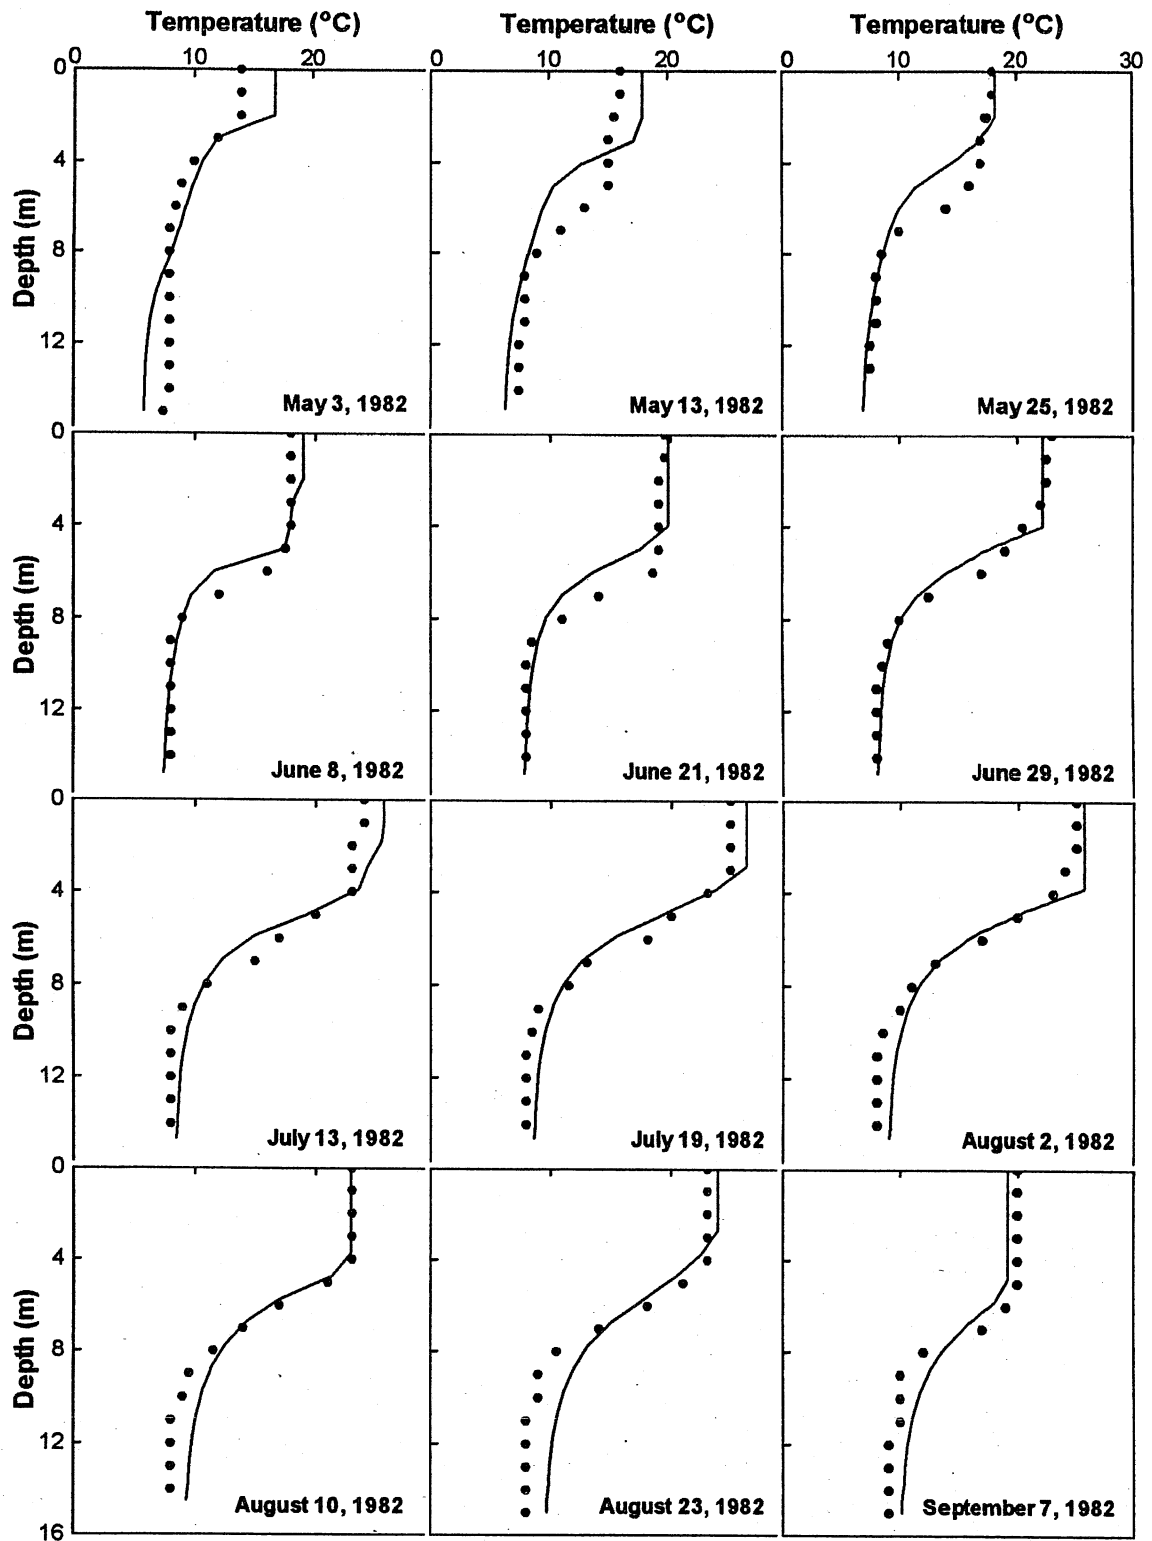 Temperature (°C) Temperature (°C) Temperature (°C)
0 10 20 0 10 20 0 10 20 30
0
4
8
12
Depth (m)
May 3, 1982 May 13, 1982 May 25, 1982
0
4
8
12
Depth (m)
June 8, 1982 June 21, 1982 June 29, 1982
0
4
8
12
Depth (m)
July 13, 1982 July 19, 1982 August 2, 1982
0
4
8
12
16
Depth (m)
August 10, 1982 August 23, 1982 September 7, 1982